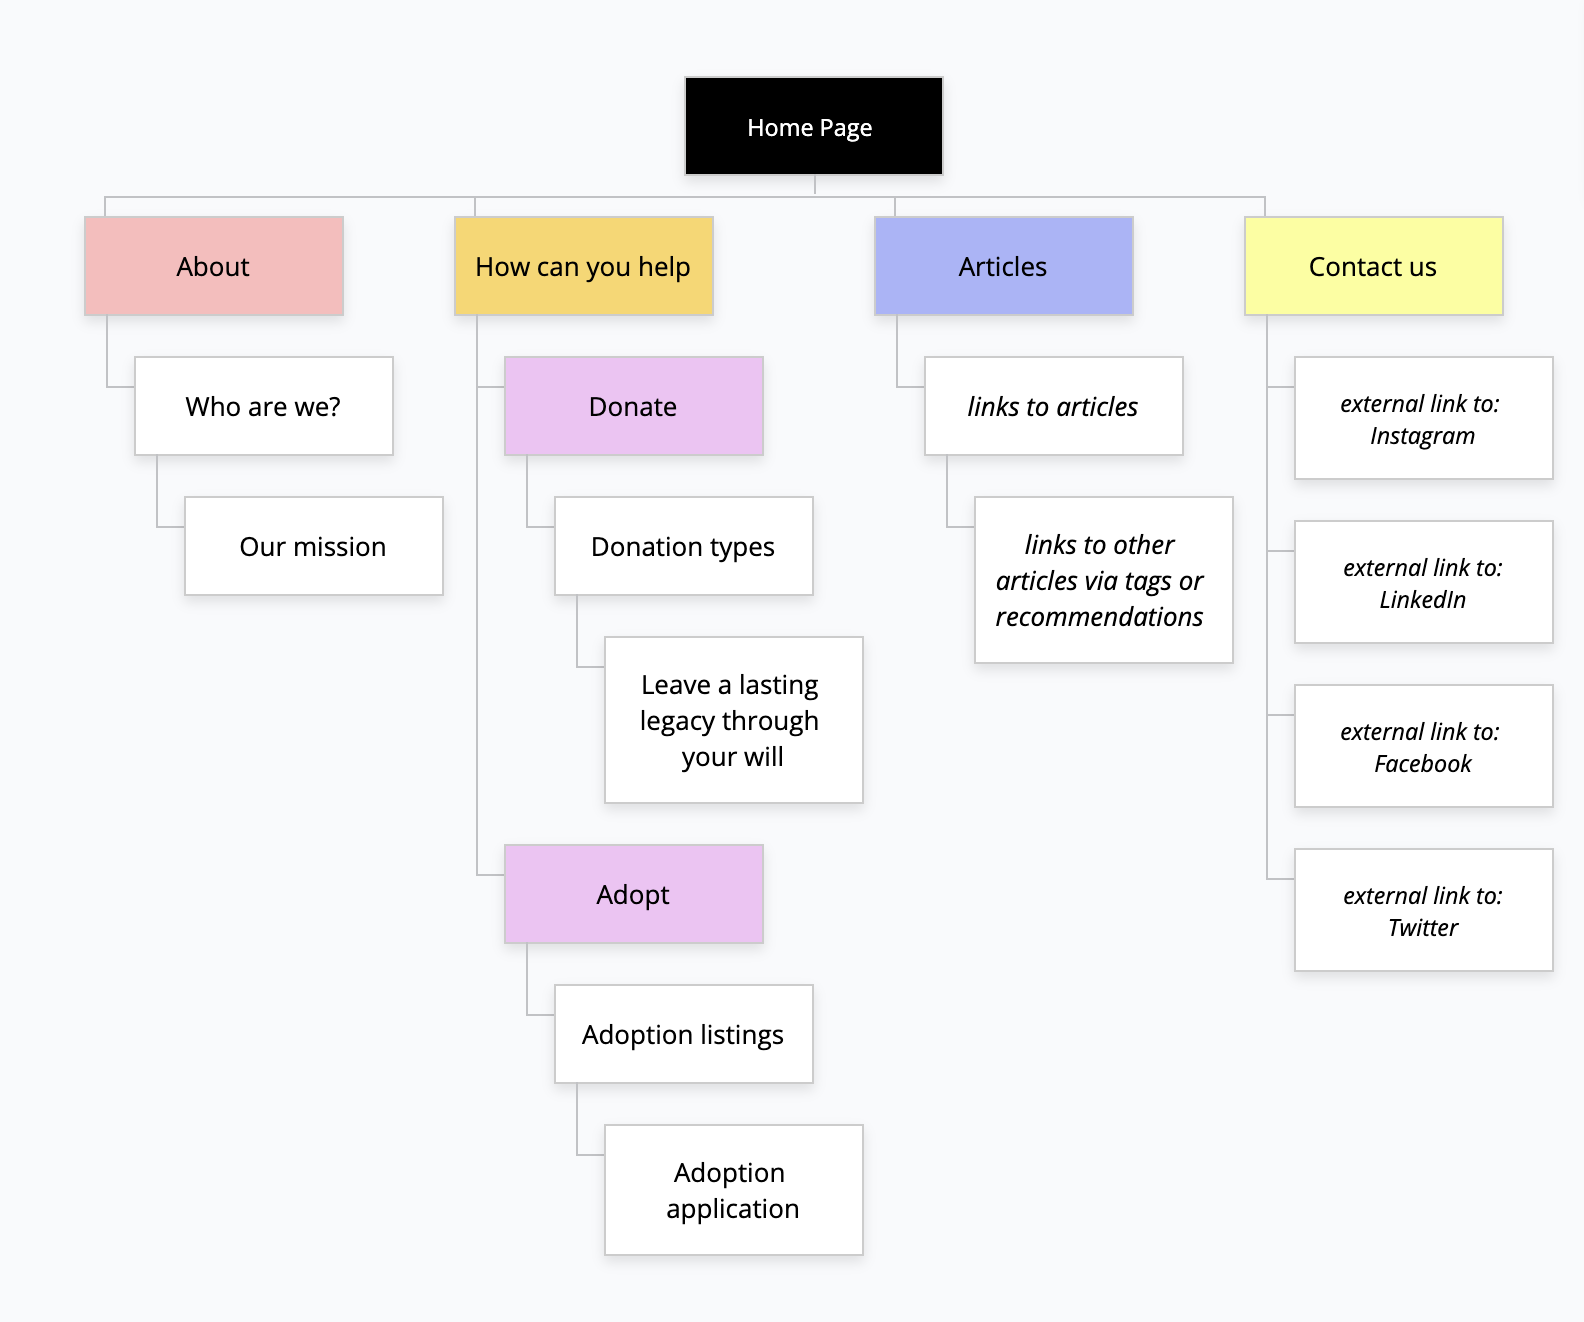 Home Page
About
How can you help
Articles
Contact us
Who are we?
Our mission
Donate
Donation types
Leave a lasting
legacy through
your will
Adopt
Adoption listings
Adoption
application
links to articles
links to other
articles via tags or
recommendations
external link to:
Instagram
external link to:
LinkedIn
external link to:
Facebook
external link to:
Twitter